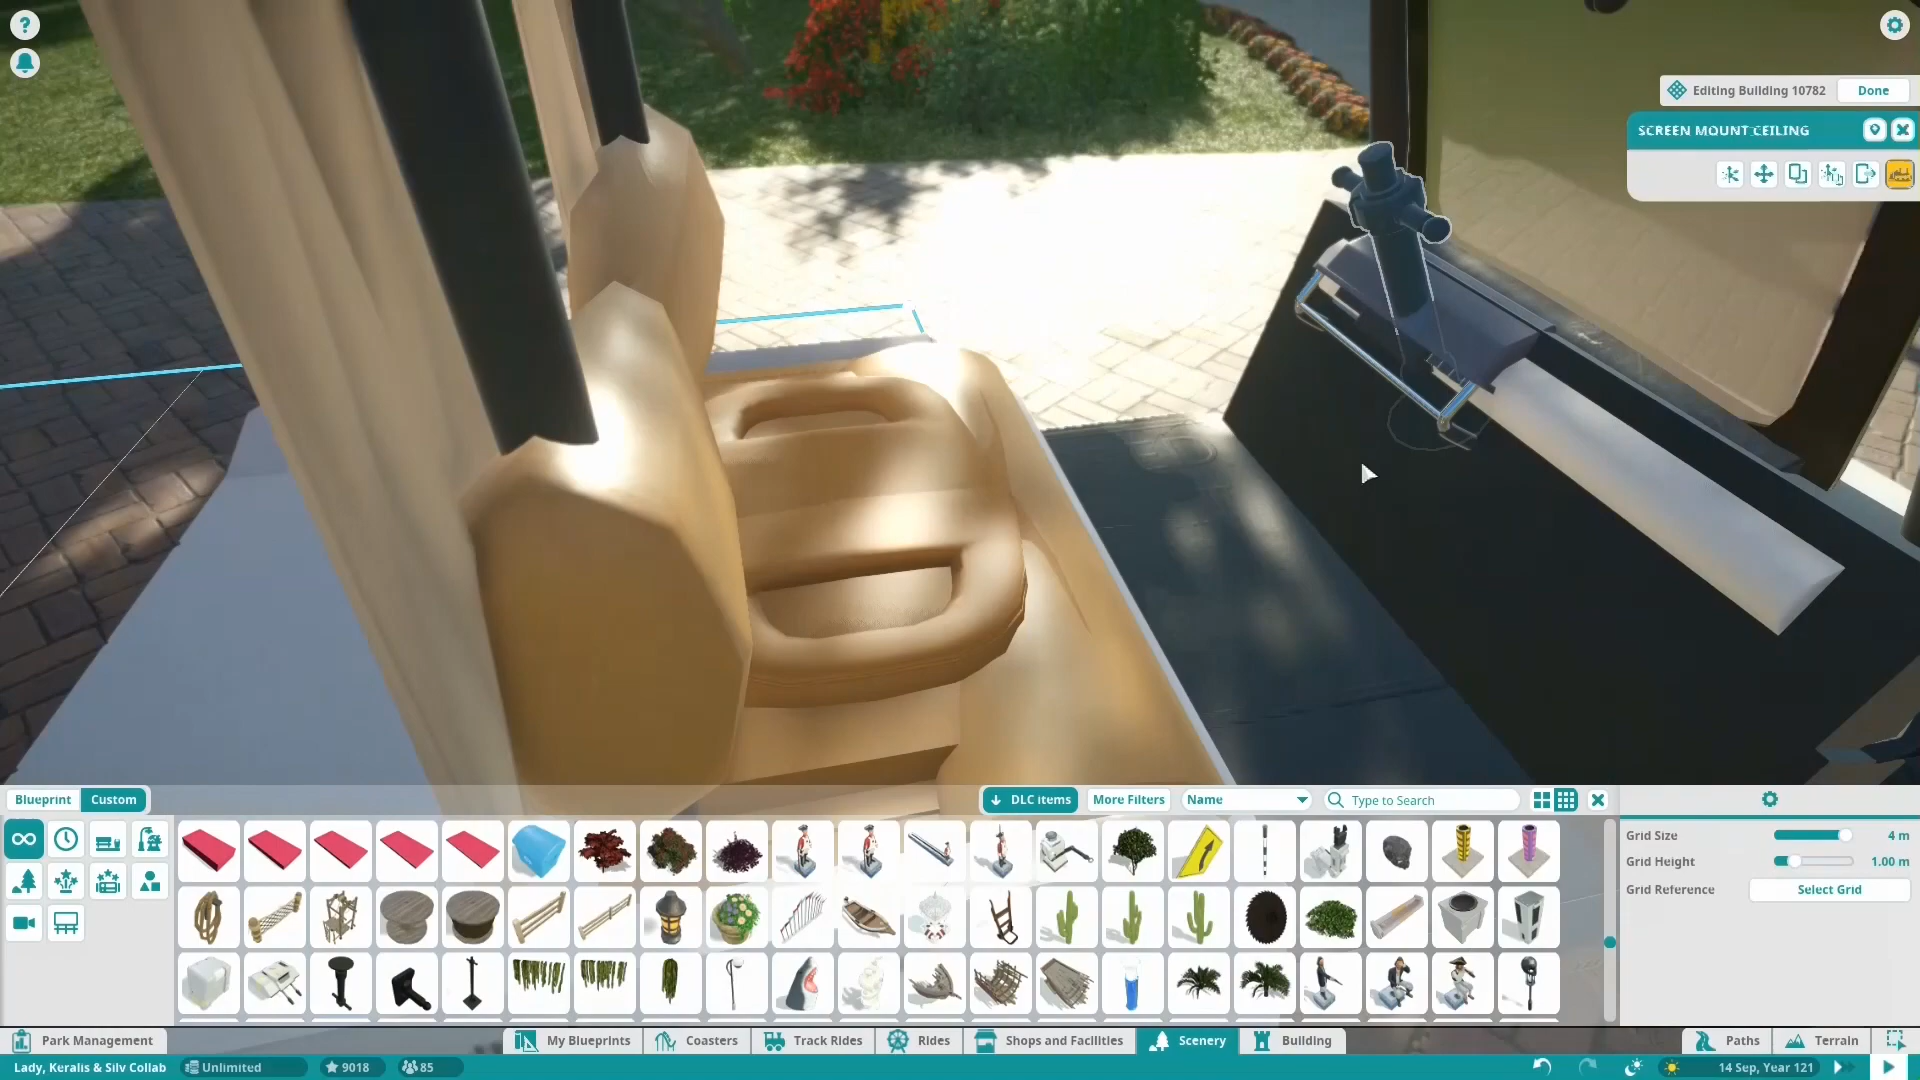 ?
Editing Building 10782
Done
SCREEN MOUNT CEILING
Blueprint
Custom
DLC items
More Filters
Name
Type to Search
Grid Size
4 m
Grid Height
1.00 m
Grid Reference
Select Grid
Park Management
My Blueprints
Coasters
Track Rides
Rides
Shops and Facilities
Scenery
Building
Paths
Terrain
Lady, Keralis & Silv Collab
Unlimited
9018
85
14 Sep, Year 121